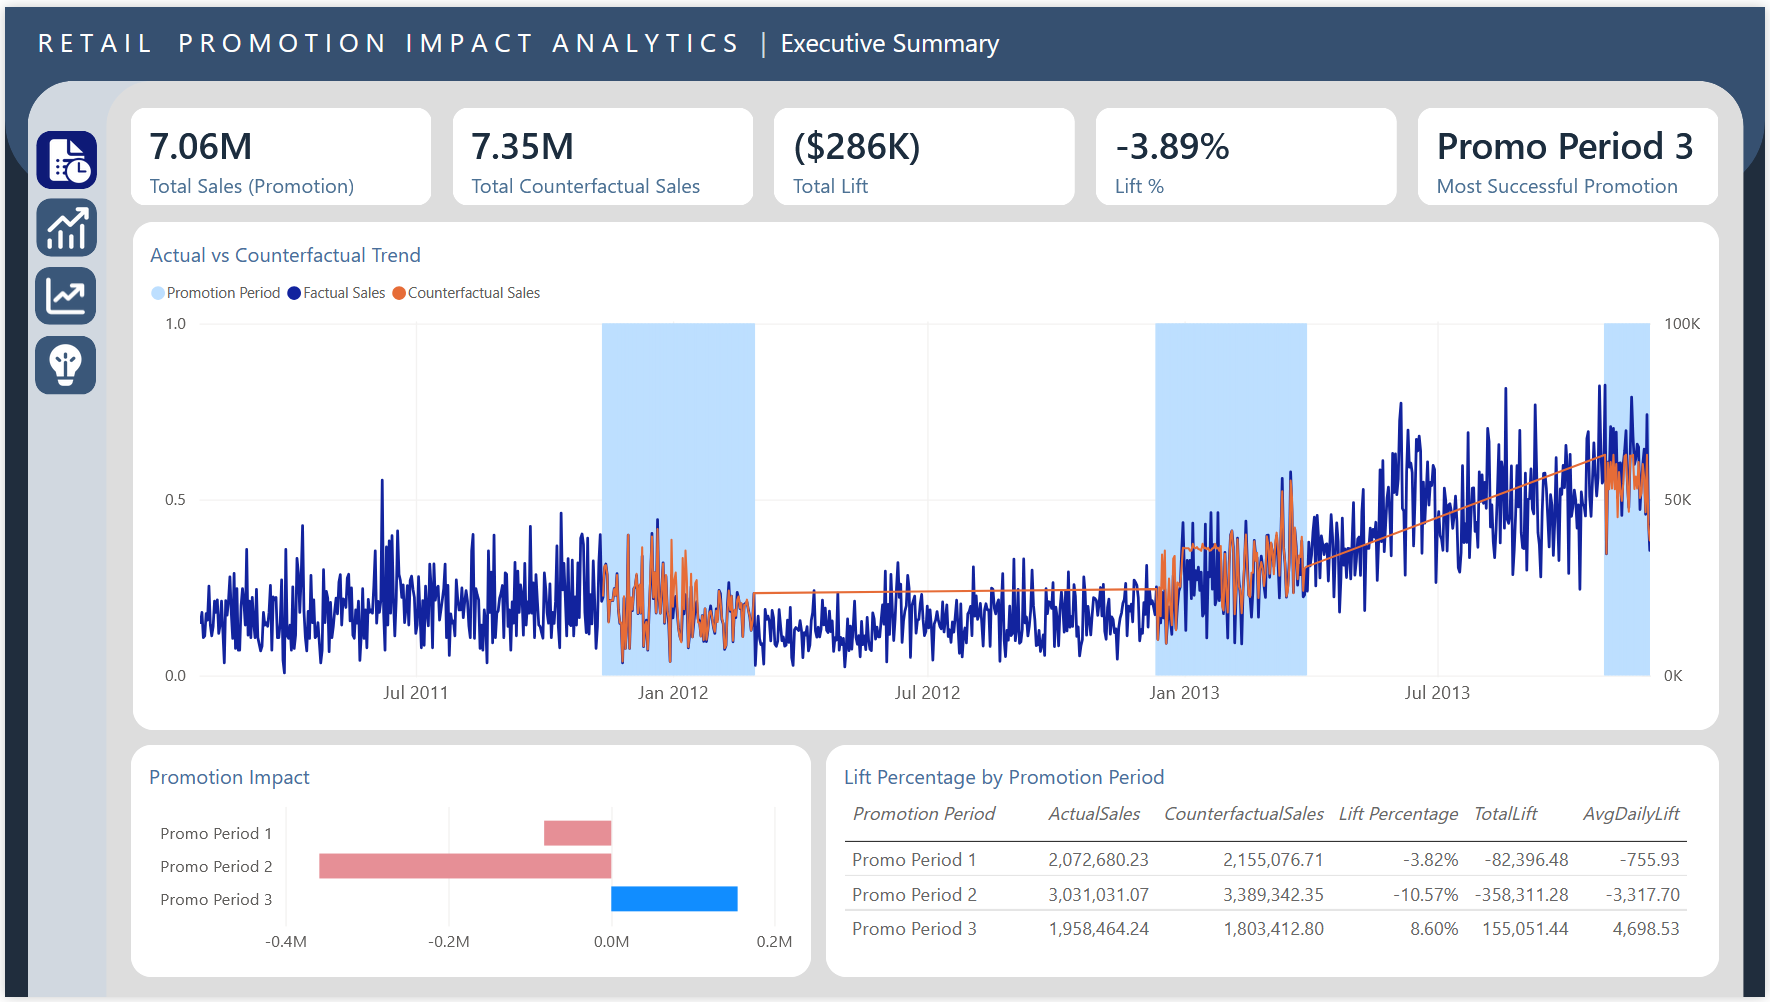 RETAIL PROMOTION IMPACT ANALYTICS | Executive Summary
7.06M
Total Sales (Promotion)
7.35M
Total Counterfactual Sales
($286K)
Total Lift
-3.89%
Lift %
Promo Period 3
Most Successful Promotion
Actual vs Counterfactual Trend
Promotion Period Factual Sales Counterfactual Sales
1.0
0.5
0.0
100K
50K
0K
Jul 2011 Jan 2012 Jul 2012 Jan 2013 Jul 2013
Promotion Impact
Promo Period 1
Promo Period 2
Promo Period 3
-0.4M -0.2M 0.0M 0.2M
Lift Percentage by Promotion Period
Promotion Period ActualSales CounterfactualSales Lift Percentage TotalLift AvgDailyLift
Promo Period 1 2,072,680.23 2,155,076.71 -3.82% -82,396.48 -755.93
Promo Period 2 3,031,031.07 3,389,342.35 -10.57% -358,311.28 -3,317.70
Promo Period 3 1,958,464.24 1,803,412.80 8.60% 155,051.44 4,698.53